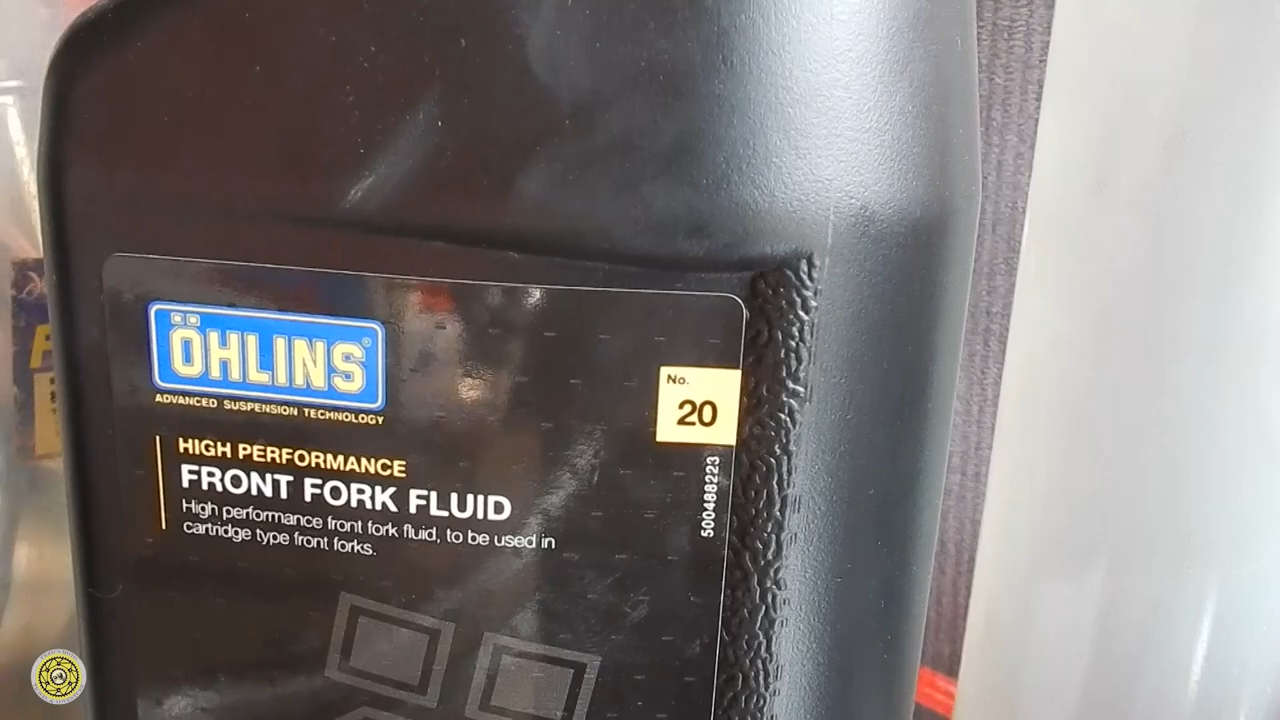 ÖHLINS®
ADVANCED SUSPENSION TECHNOLOGY
HIGH PERFORMANCE
FRONT FORK FLUID
High performance front fork fluid, to be used in
cartridge type front forks.
No.
20
500488223